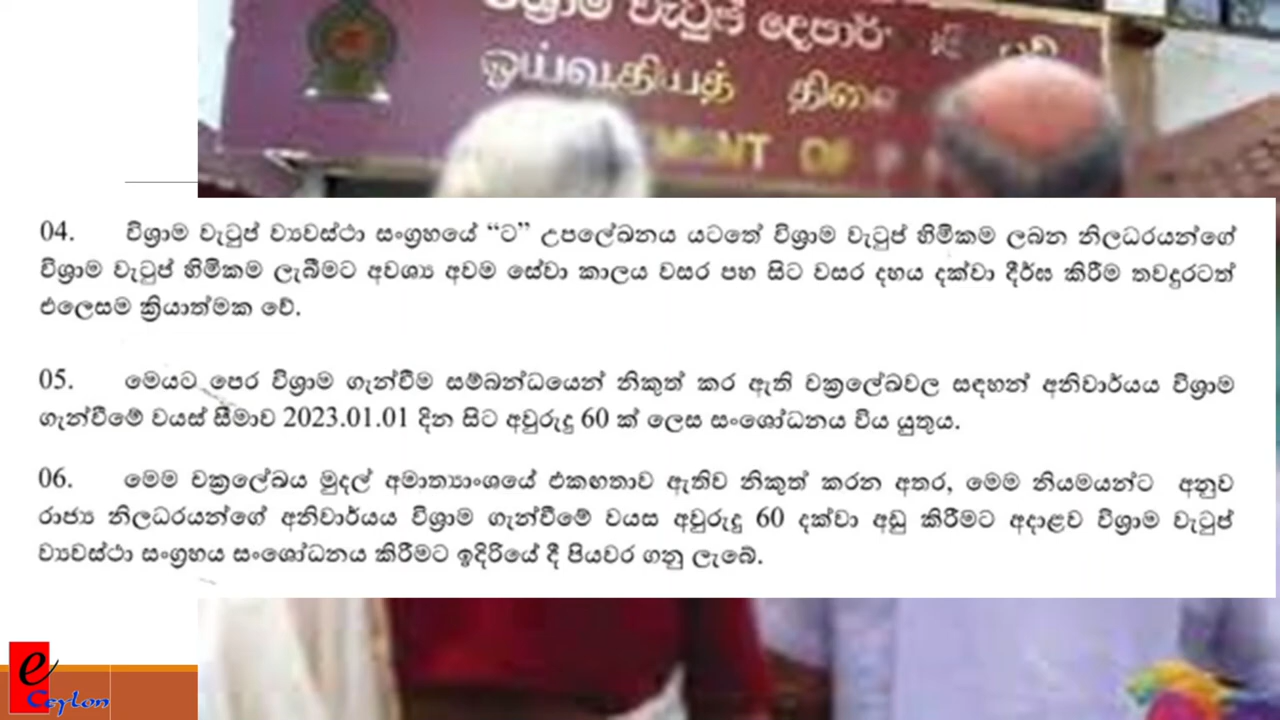 විශ්‍රාම වැටුප් දෙපාර්
ஓய்வூதியத் திணை
MENT OF
04. විශ්‍රාම වැටුප් ව්‍යවස්ථා සංග්‍රහයේ “ට” උපලේඛනය යටතේ විශ්‍රාම වැටුප් හිමිකම ලබන නිලධරයන්ගේ
විශ්‍රාම වැටුප් හිමිකම ලැබීමට අවශ්‍ය අවම සේවා කාලය වසර පහ සිට වසර දහය දක්වා දීර්ඝ කිරීම තවදුරටත්
එලෙසම ක්‍රියාත්මක වේ.
05. මෙයට පෙර විශ්‍රාම ගැන්වීම සම්බන්ධයෙන් නිකුත් කර ඇති චක්‍රලේඛවල සඳහන් අනිවාර්යය විශ්‍රාම
ගැන්වීමේ වයස් සීමාව 2023.01.01 දින සිට අවුරුදු 60 ක් ලෙස සංශෝධනය විය යුතුය.
06. මෙම චක්‍රලේඛය මුදල් අමාත්‍යාංශයේ එකඟතාව ඇතිව නිකුත් කරන අතර, මෙම නියමයන්ට අනුව
රාජ්‍ය නිලධරයන්ගේ අනිවාර්යය විශ්‍රාම ගැන්වීමේ වයස අවුරුදු 60 දක්වා අඩු කිරීමට අදාළව විශ්‍රාම වැටුප්
ව්‍යවස්ථා සංග්‍රහය සංශෝධනය කිරීමට ඉදිරියේ දී පියවර ගනු ලැබේ.
e
Ceylon